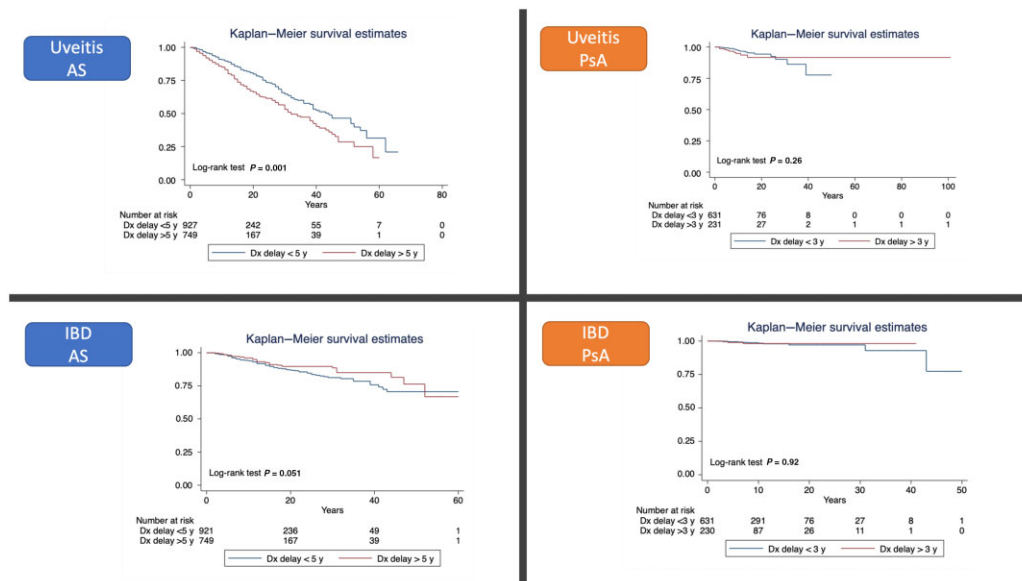 Uveitis
AS
Kaplan–Meier survival estimates
1.00
0.75
0.50
0.25
0.00
Log-rank test P = 0.001
0 20 40 60 80
Years
Number at risk
Dx delay <5 y 927 242 55 7 0
Dx delay >5 y 749 167 39 1 0
Dx delay < 5 y Dx delay > 5 y
Uveitis
PsA
Kaplan–Meier survival estimates
1.00
0.75
0.50
0.25
0.00
Log-rank test P = 0.26
0 20 40 60 80 100
Years
Number at risk
Dx delay <3 y 631 76 8 0 0 0
Dx delay >3 y 231 27 2 1 1 1
Dx delay < 3 y Dx delay > 3 y
IBD
AS
Kaplan–Meier survival estimates
1.00
0.75
0.50
0.25
0.00
Log-rank test P = 0.051
0 20 40 60
Years
Number at risk
Dx delay <5 y 921 236 49 1
Dx delay >5 y 749 167 39 1
Dx delay < 5 y Dx delay > 5 y
IBD
PsA
Kaplan–Meier survival estimates
1.00
0.75
0.50
0.25
0.00
Log-rank test P = 0.92
0 10 20 30 40 50
Years
Number at risk
Dx delay <3 y 631 291 76 27 8 1
Dx delay >3 y 230 87 26 11 1 0
Dx delay < 3 y Dx delay > 3 y